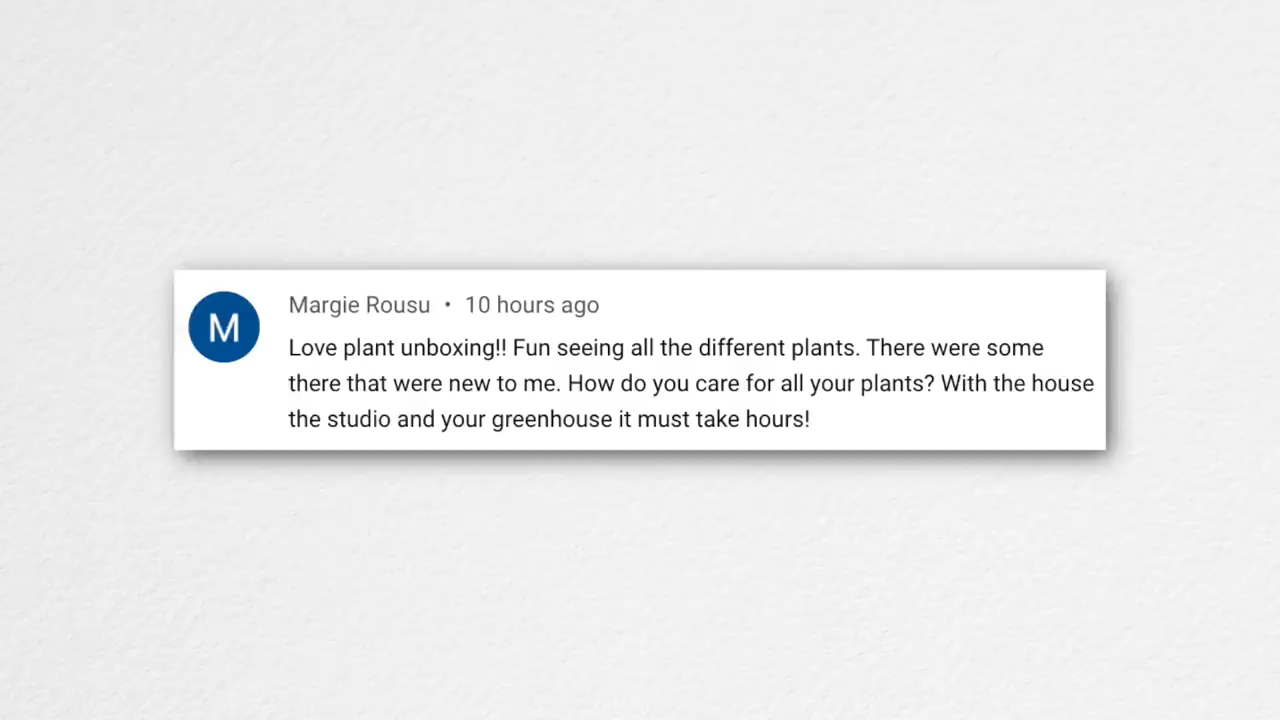 M
Margie Rousu • 10 hours ago
Love plant unboxing!! Fun seeing all the different plants. There were some
there that were new to me. How do you care for all your plants? With the house
the studio and your greenhouse it must take hours!